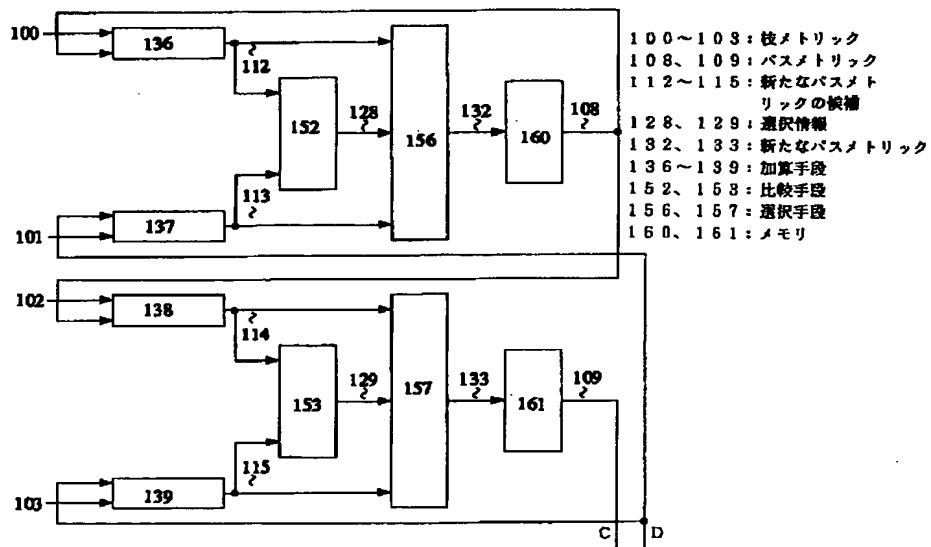 100
136
112
152
128
156
132
160
108
113
101
137
102
138
114
153
129
157
133
161
109
115
103
139
C
D
100～103：枝メトリック
108、109：パスメトリック
112～115：新たなパスメト
リックの候補
128、129：選択情報
132、133：新たなパスメトリック
136～139：加算手段
152、153：比較手段
156、157：選択手段
160、161：メモリ